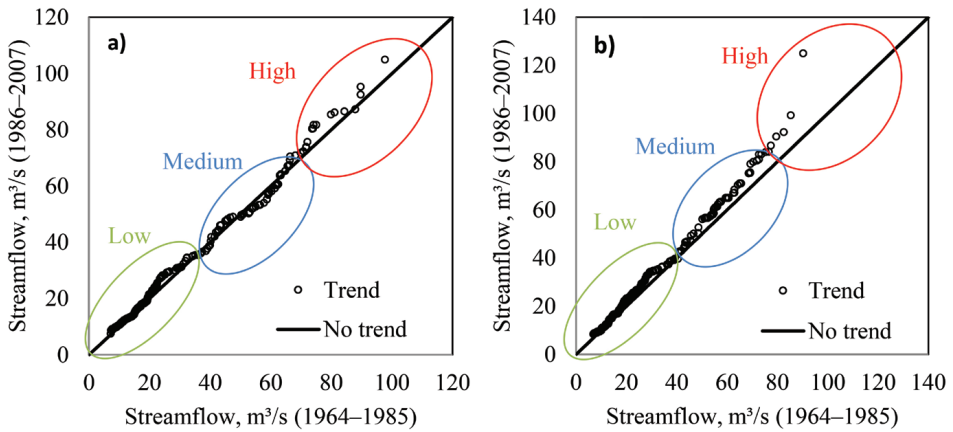 a)
High
Medium
Low
Trend
No trend
0
20
40
60
80
100
120
0
20
40
60
80
100
120
Streamflow, m³/s (1986–2007)
Streamflow, m³/s (1964–1985)
b)
High
Medium
Low
Trend
No trend
0
20
40
60
80
100
120
140
0
20
40
60
80
100
120
140
Streamflow, m³/s (1986–2007)
Streamflow, m³/s (1964–1985)